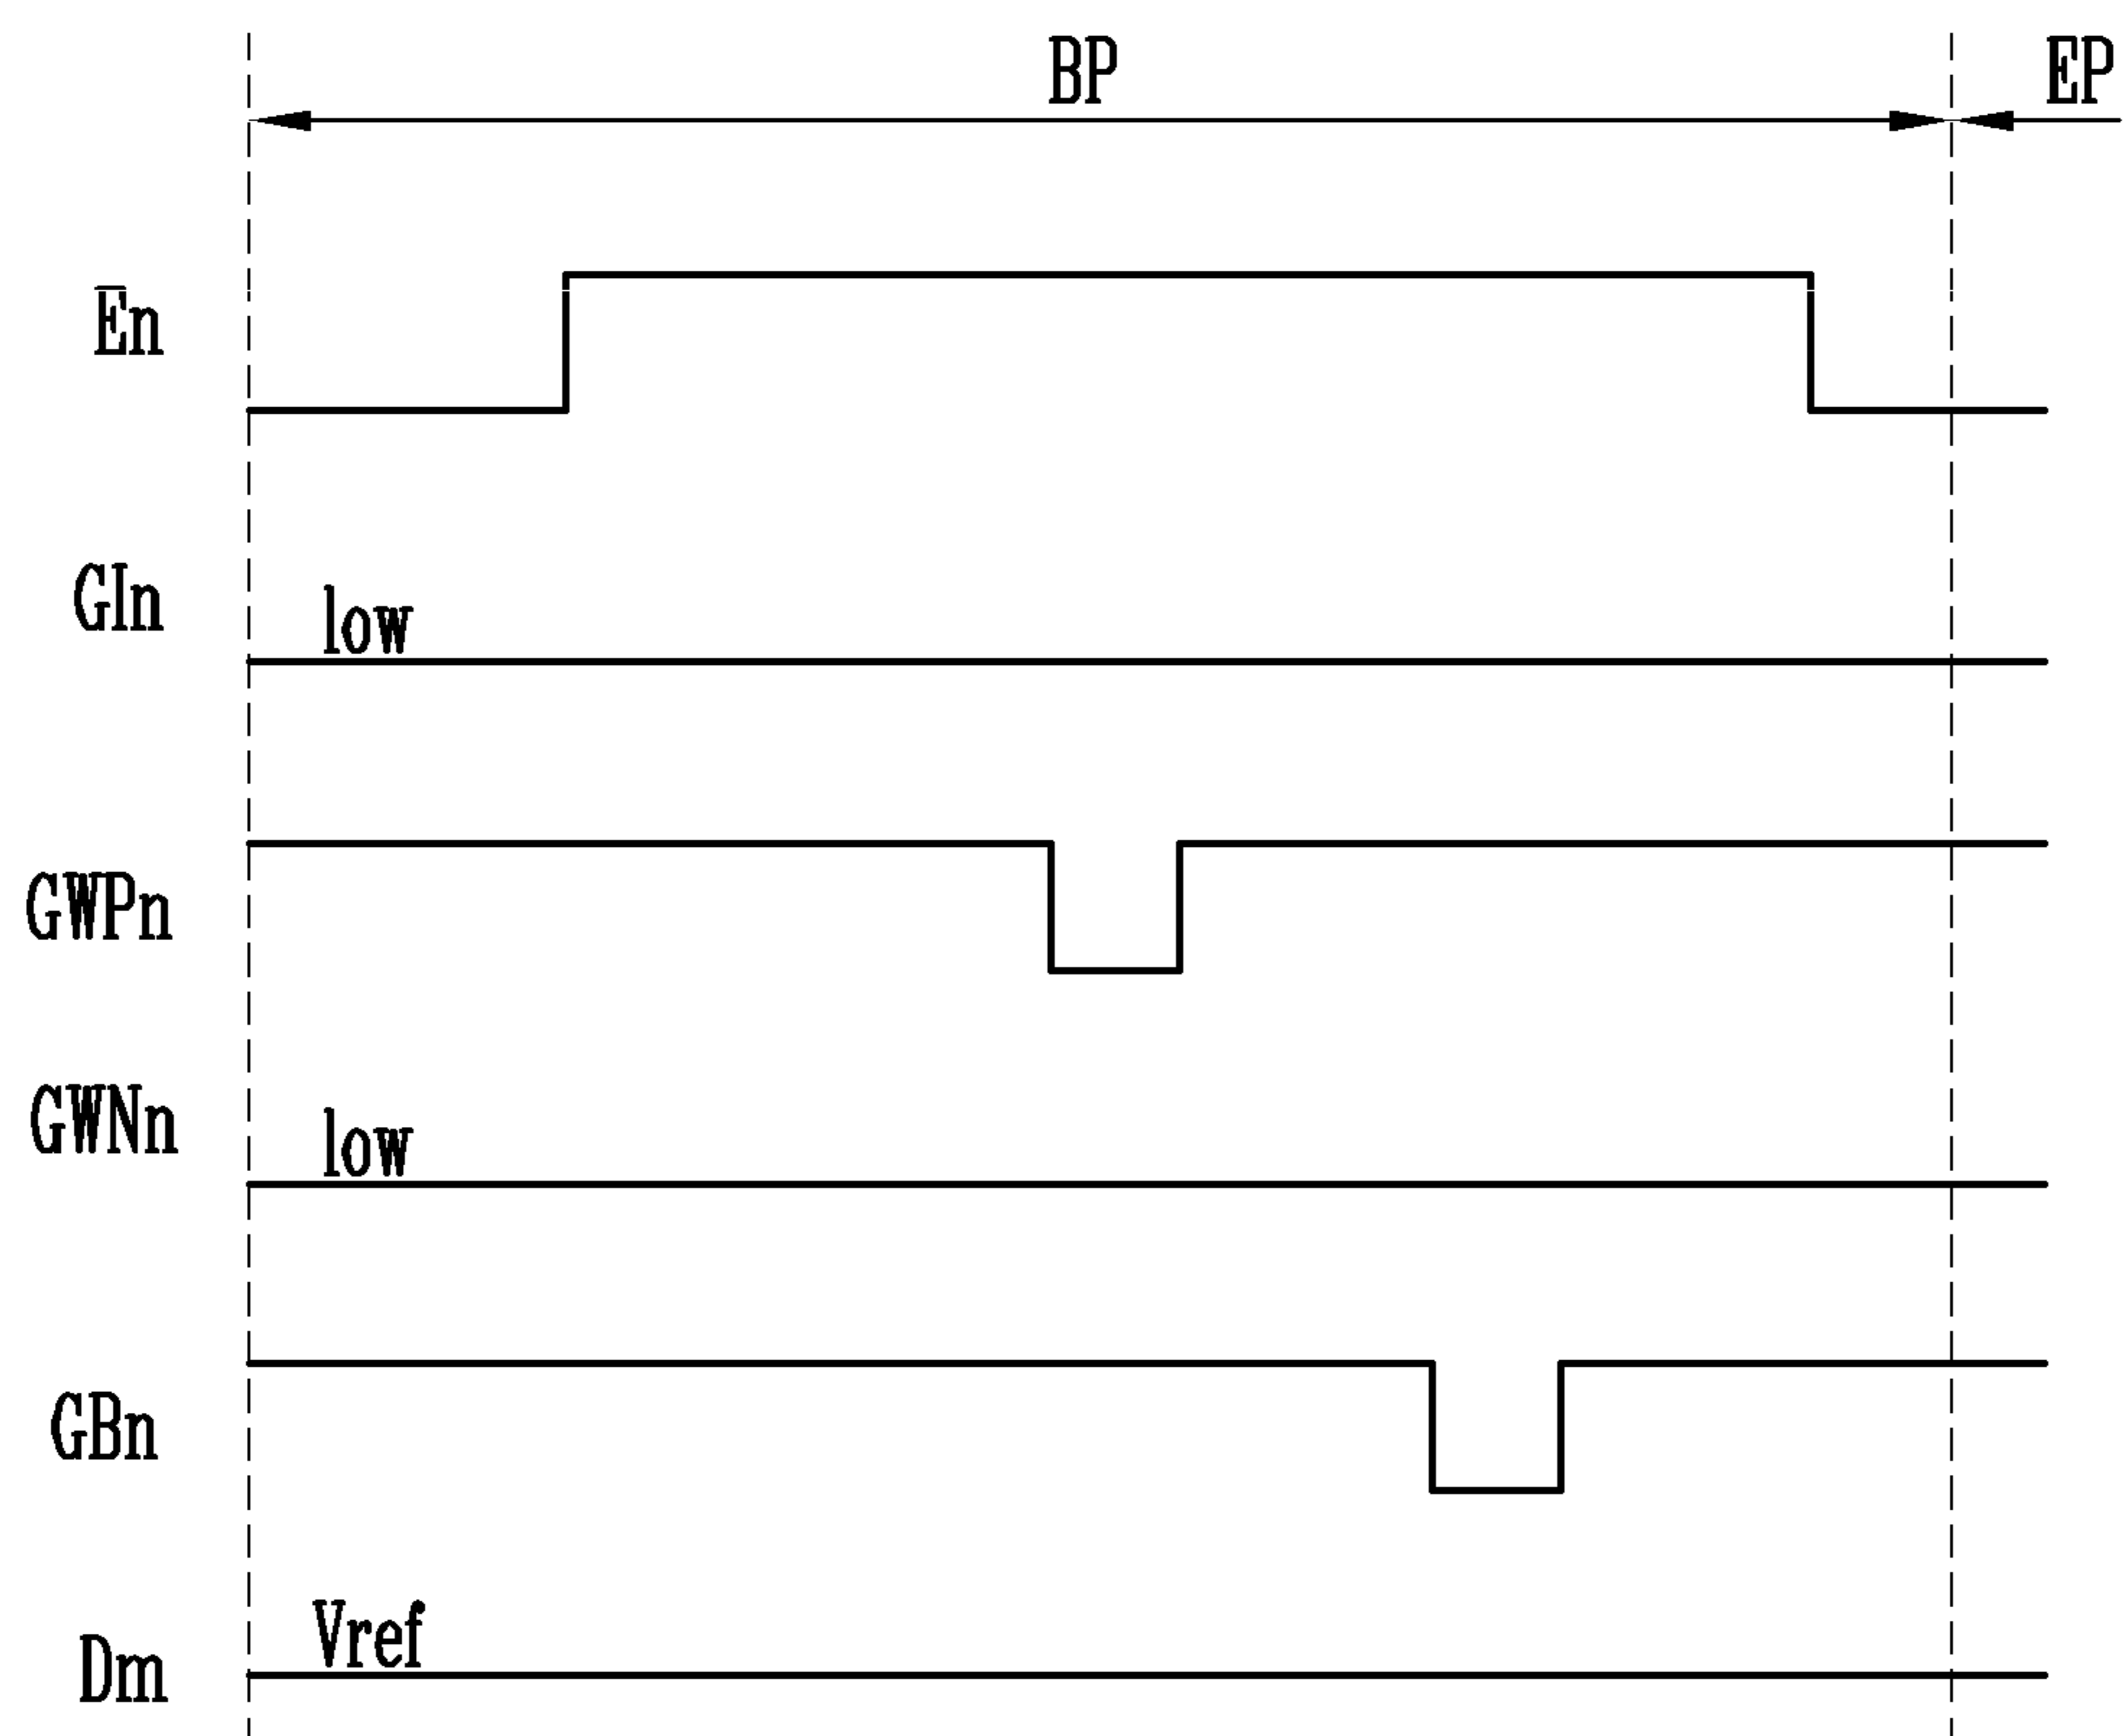 BP EP
En
GIn low
GWPn
GWNn low
GBn
Vref
Dm